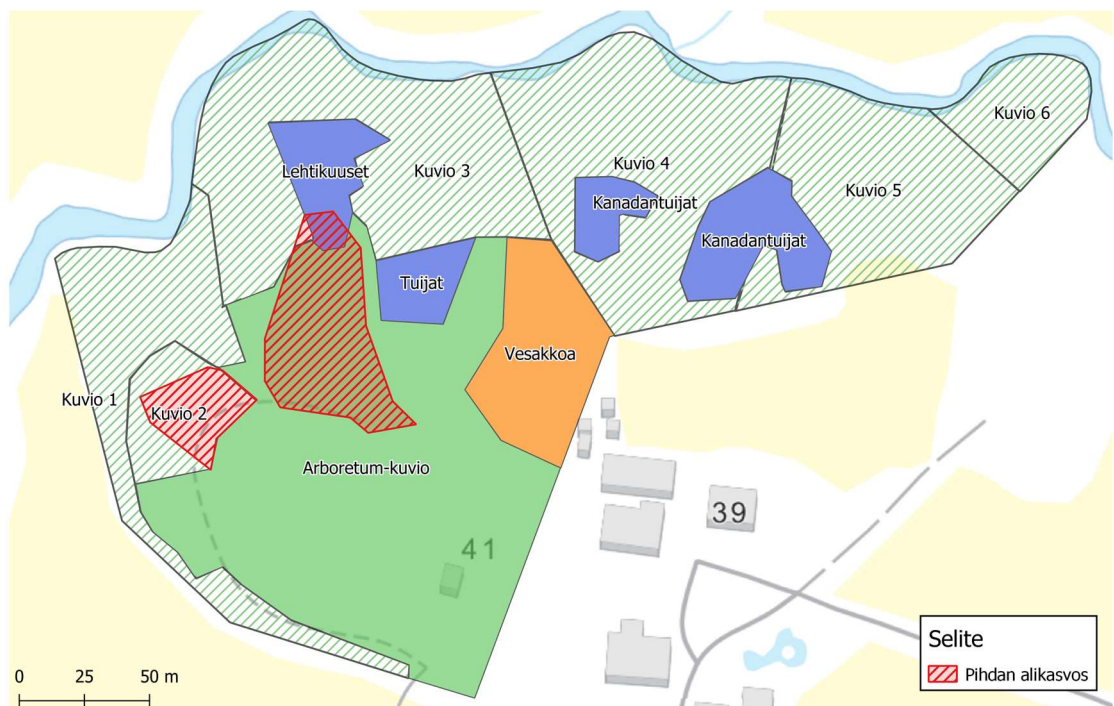 Kuvio 6
Lehtikuuset
Kuvio 3
Kuvio 4
Kuvio 5
Kanadantuijat
Kanadantuijat
Tuijat
Vesakkoa
Kuvio 1
Kuvio 2
Arboretum-kuvio
39
41
Selite
Pihdan alikasvos
0 25 50 m